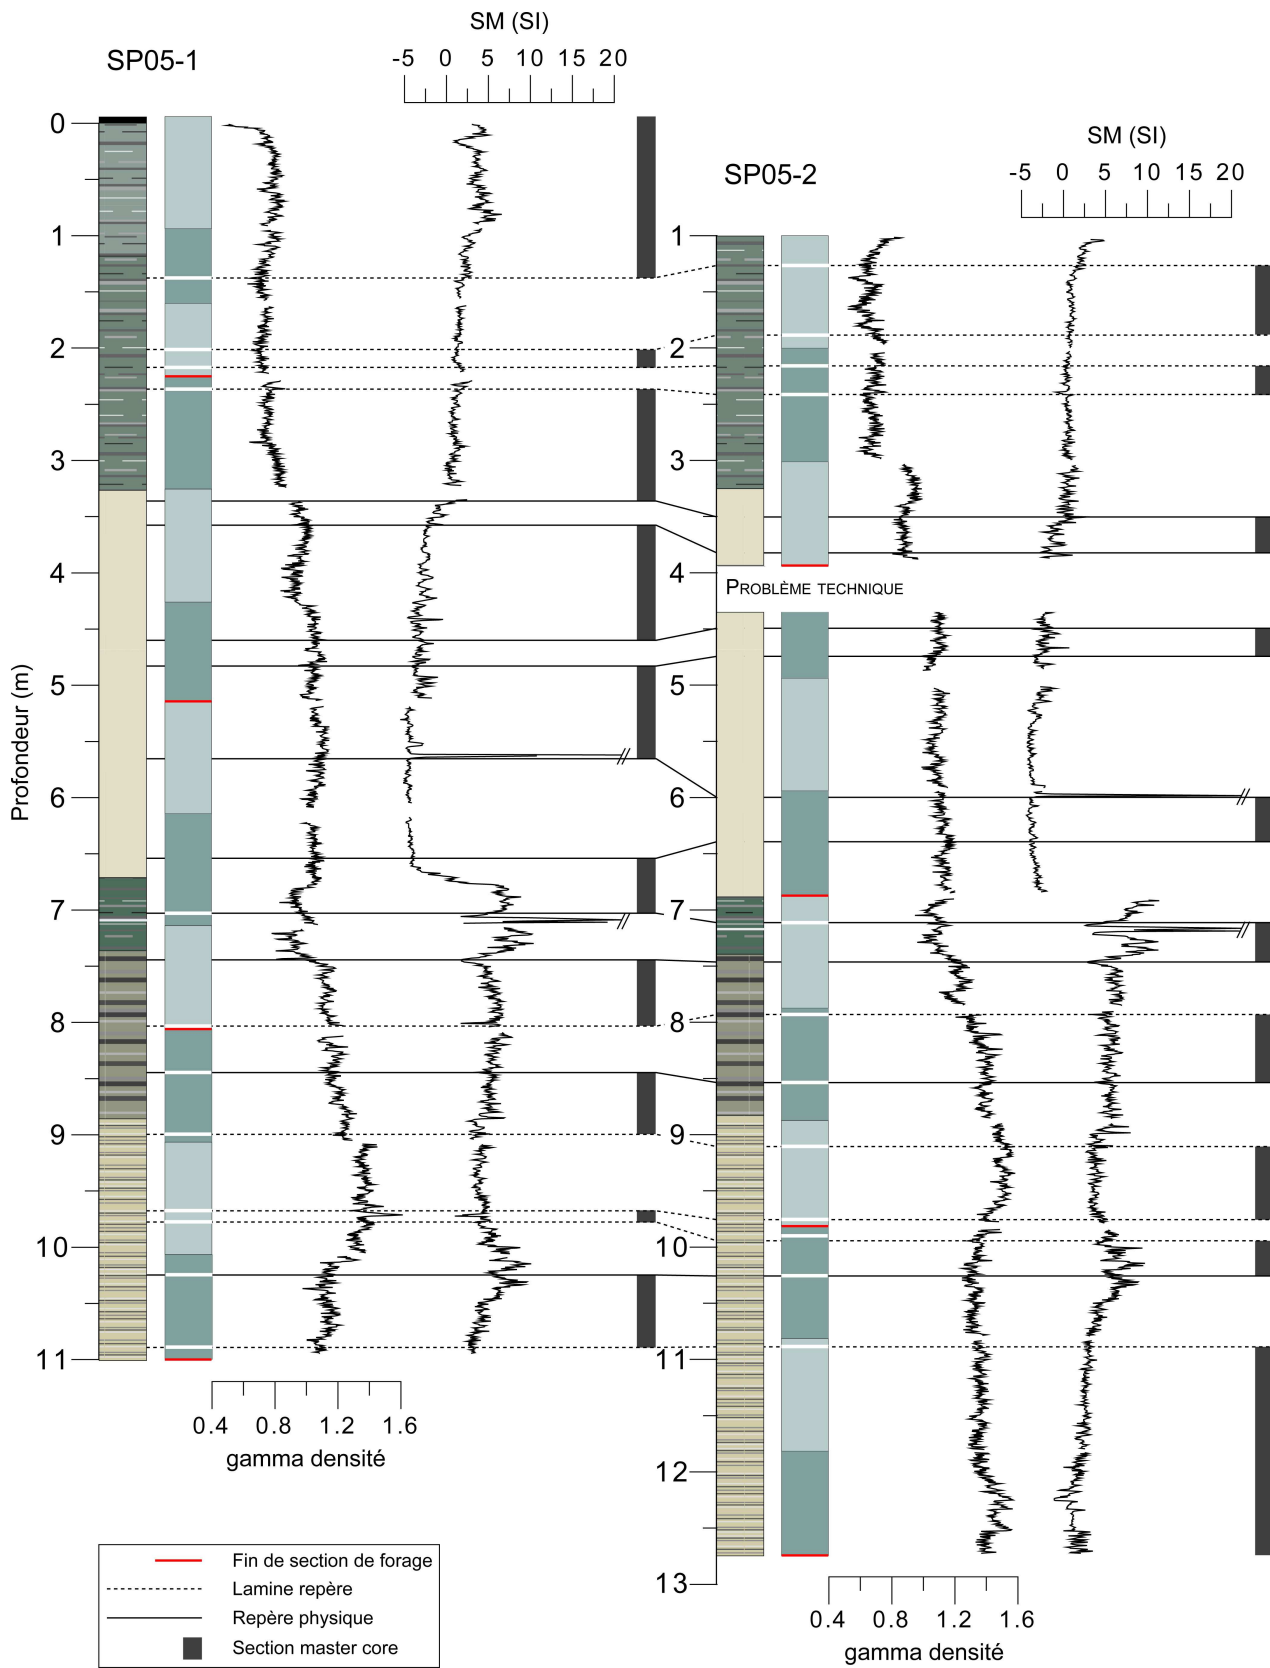 SM (SI)
SP05-1
-5 0 5 10 15 20
SM (SI)
SP05-2
-5 0 5 10 15 20
0
1
2
3
4
5
6
7
8
9
10
11
Profondeur (m)
1
2
3
4
PROBLÈME TECHNIQUE
5
6
7
8
9
10
11
12
13
0.4 0.8 1.2 1.6
gamma densité
0.4 0.8 1.2 1.6
gamma densité
Fin de section de forage
Lamine repère
Repère physique
Section master core